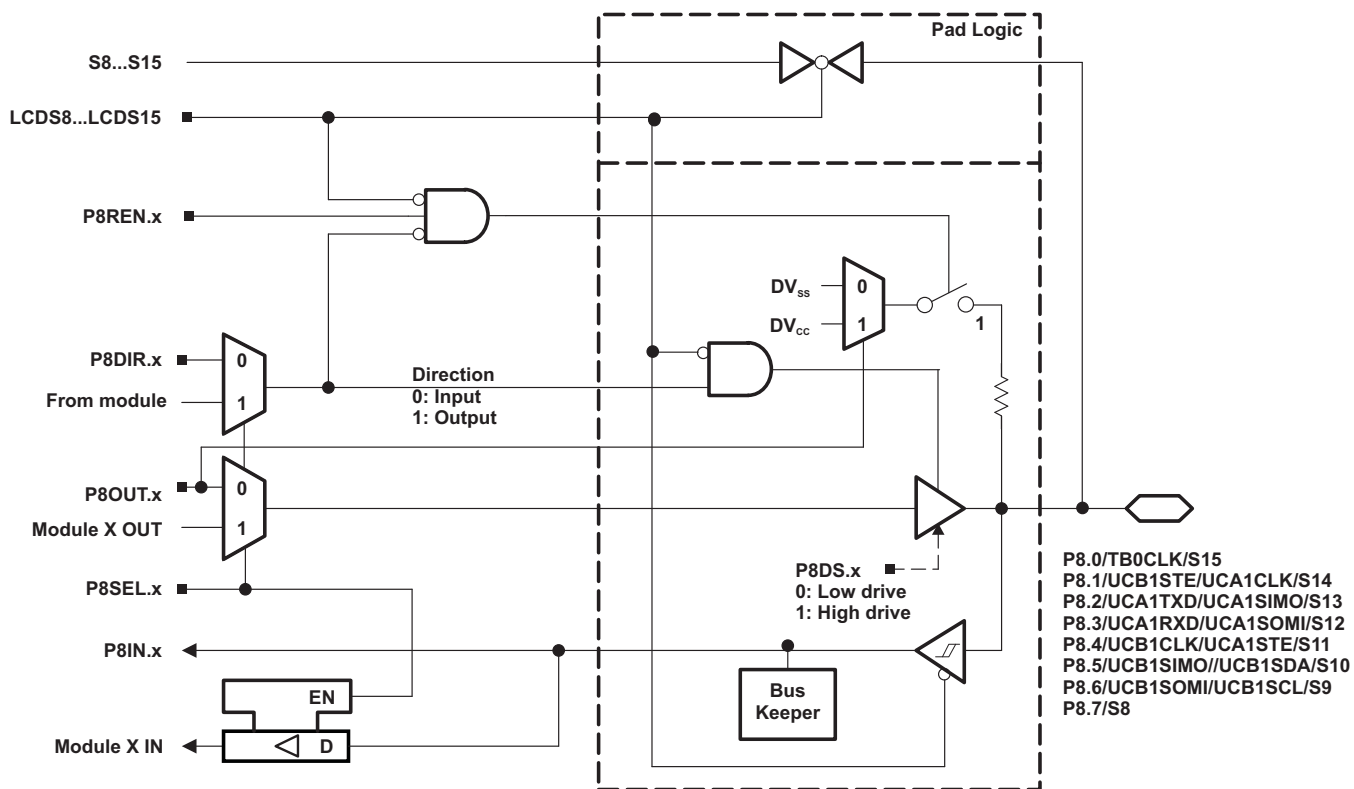 Pad Logic
S8...S15
LCDS8...LCDS15
P8REN.x
DVSS
0
DVCC
1
1
P8DIR.x
0
From module
1
Direction
0: Input
1: Output
P8OUT.x
0
Module X OUT
1
P8DS.x
0: Low drive
1: High drive
P8SEL.x
P8IN.x
EN
Bus
Keeper
Module X IN
D
P8.0/TB0CLK/S15
P8.1/UCB1STE/UCA1CLK/S14
P8.2/UCA1TXD/UCA1SIMO/S13
P8.3/UCA1RXD/UCA1SOMI/S12
P8.4/UCB1CLK/UCA1STE/S11
P8.5/UCB1SIMO//UCB1SDA/S10
P8.6/UCB1SOMI/UCB1SCL/S9
P8.7/S8